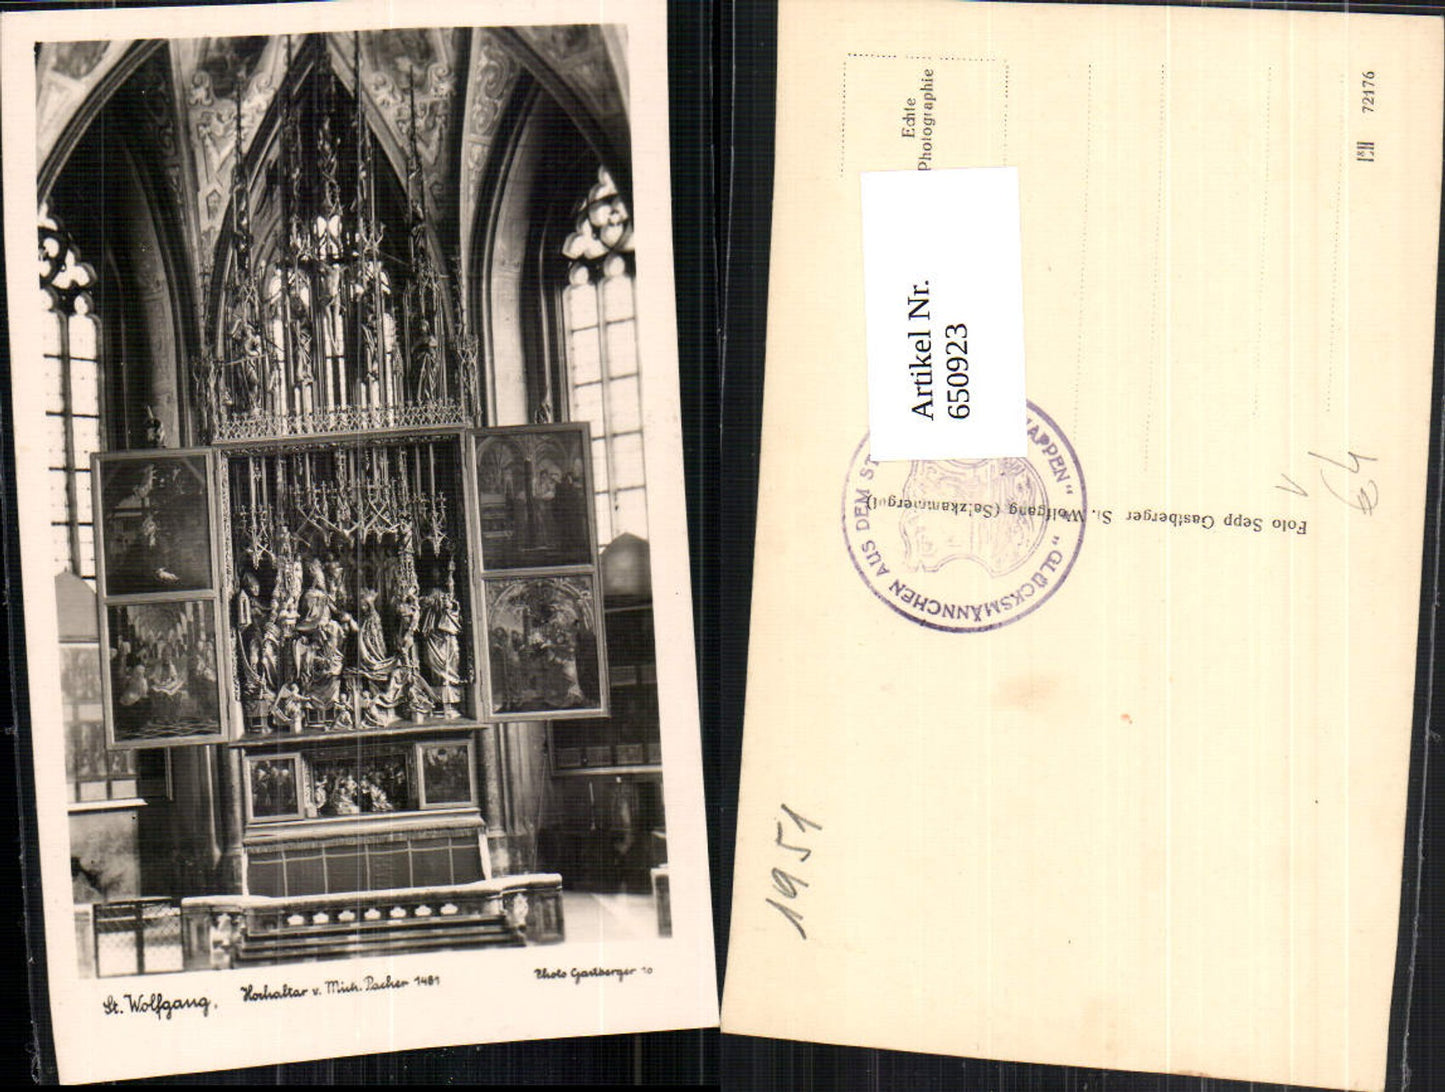 St. Wolfgang. Hochaltar v. Mich. Pacher 1481 Photo Gastberger
Echte
Photographie
Artikel Nr.
650923
AUS DEM ST
WAPPEN" * "GLÜCKSMÄNNCHEN
Foto Sepp Gastberger St. Wolfgang (Salzkammergut)
72176
1951